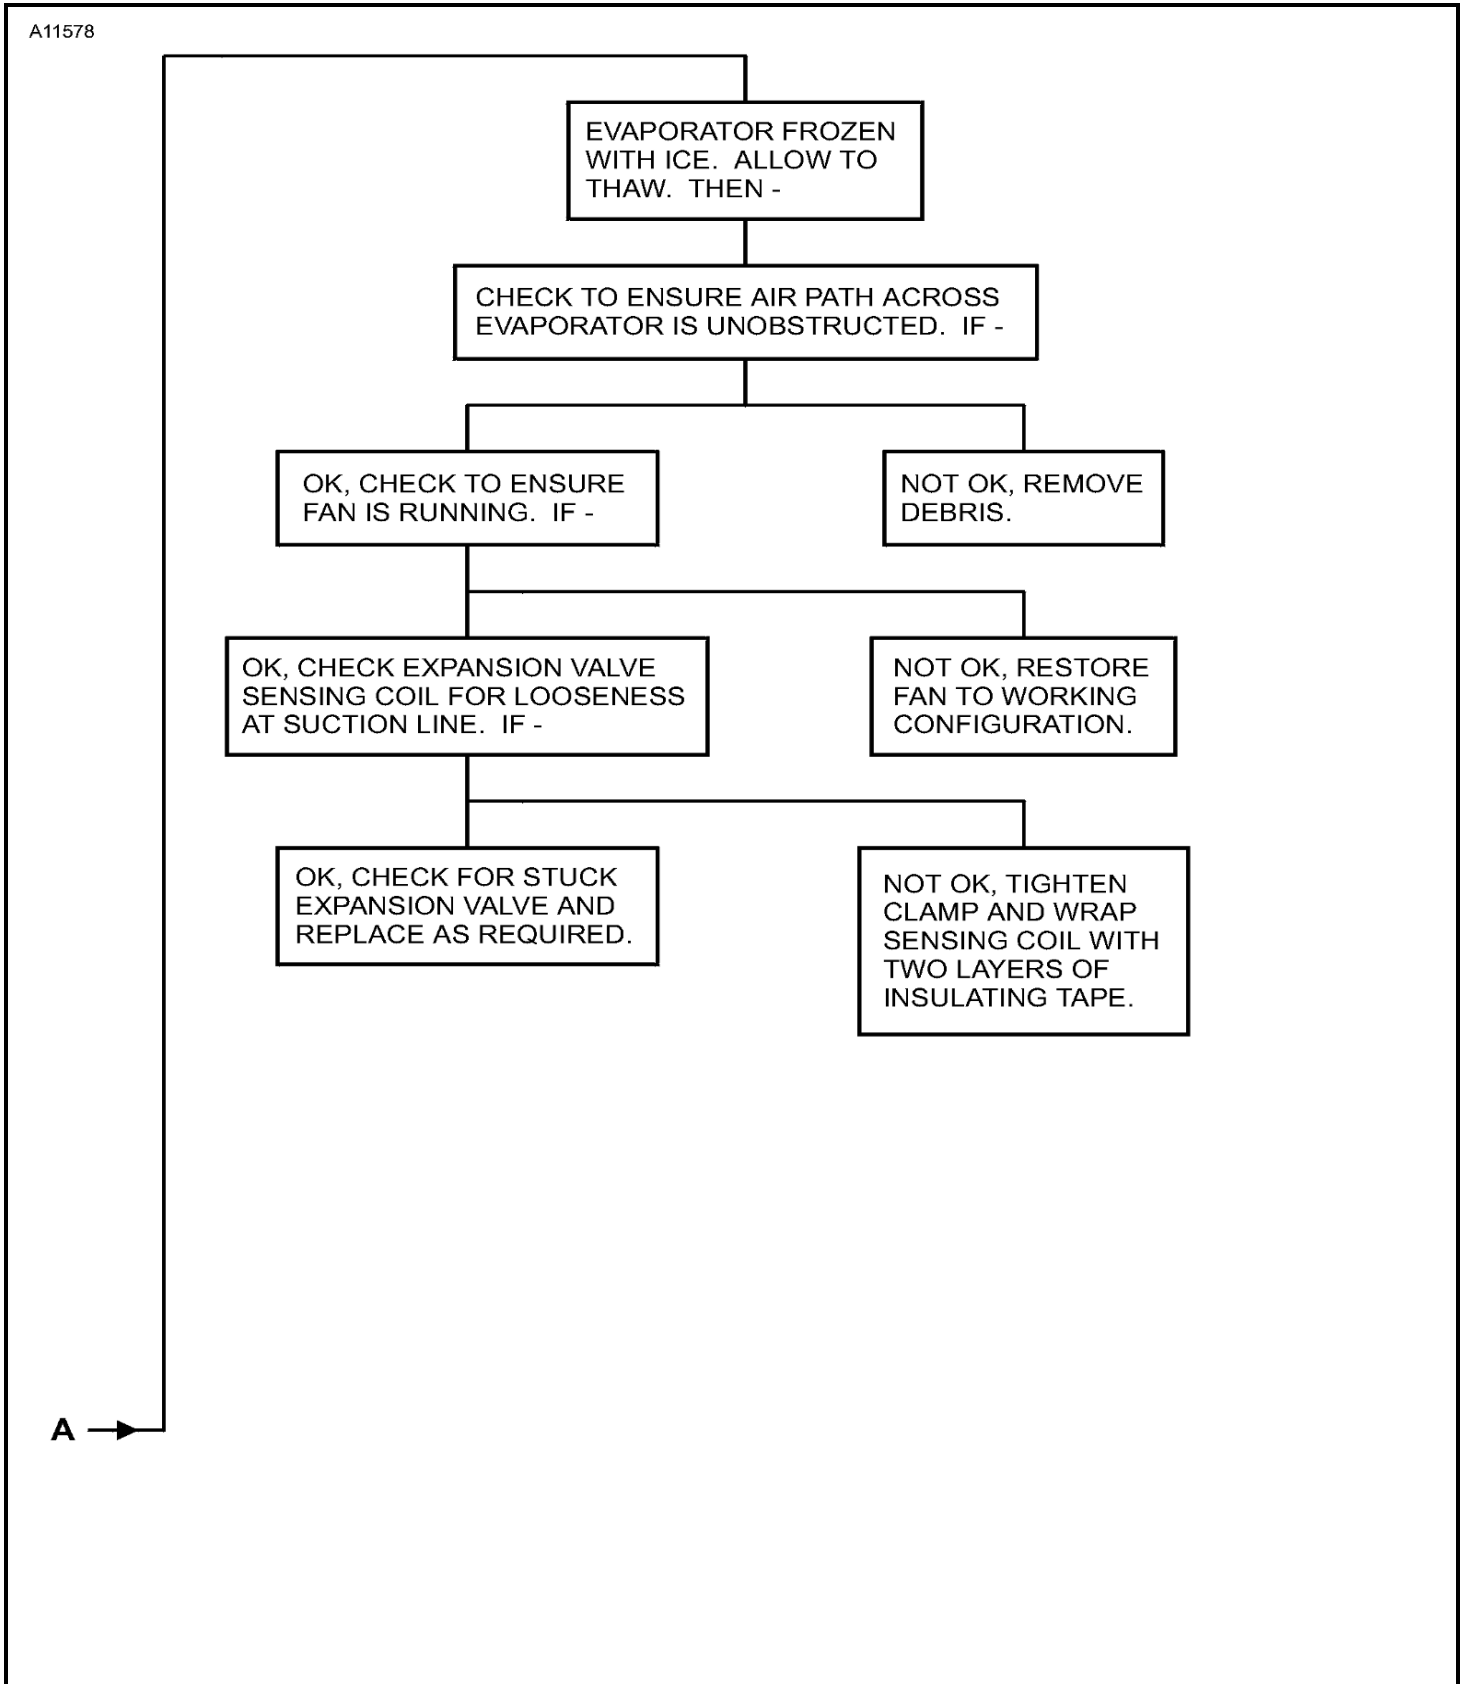 A11578
EVAPORATOR FROZEN
WITH ICE. ALLOW TO
THAW. THEN -
CHECK TO ENSURE AIR PATH ACROSS
EVAPORATOR IS UNOBSTRUCTED. IF -
OK, CHECK TO ENSURE
FAN IS RUNNING. IF -
NOT OK, REMOVE
DEBRIS.
OK, CHECK EXPANSION VALVE
SENSING COIL FOR LOOSENESS
AT SUCTION LINE. IF -
NOT OK, RESTORE
FAN TO WORKING
CONFIGURATION.
OK, CHECK FOR STUCK
EXPANSION VALVE AND
REPLACE AS REQUIRED.
NOT OK, TIGHTEN
CLAMP AND WRAP
SENSING COIL WITH
TWO LAYERS OF
INSULATING TAPE.
A